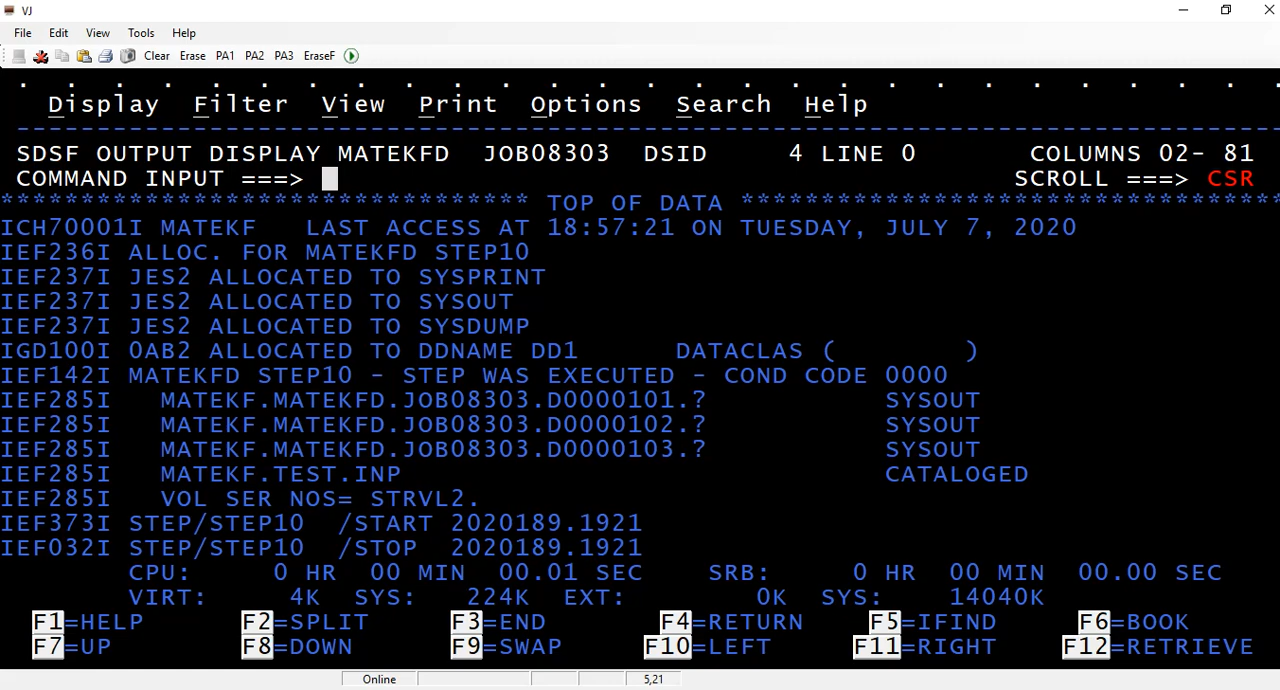 VJ
File Edit View Tools Help
Clear Erase PA1 PA2 PA3 EraseF
Display Filter View Print Options Search Help
--------------------------------------------------------------------------------
SDSF OUTPUT DISPLAY MATEKFD JOB08303 DSID 4 LINE 0 COLUMNS 02- 81
COMMAND INPUT ===> SCROLL ===> CSR
********************************* TOP OF DATA **********************************
ICH70001I MATEKF LAST ACCESS AT 18:57:21 ON TUESDAY, JULY 7, 2020
IEF236I ALLOC. FOR MATEKFD STEP10
IEF237I JES2 ALLOCATED TO SYSPRINT
IEF237I JES2 ALLOCATED TO SYSOUT
IEF237I JES2 ALLOCATED TO SYSDUMP
IGD100I 0AB2 ALLOCATED TO DDNAME DD1 DATACLAS ( )
IEF142I MATEKFD STEP10 - STEP WAS EXECUTED - COND CODE 0000
IEF285I MATEKF.MATEKFD.JOB08303.D0000101.? SYSOUT
IEF285I MATEKF.MATEKFD.JOB08303.D0000102.? SYSOUT
IEF285I MATEKF.MATEKFD.JOB08303.D0000103.? SYSOUT
IEF285I MATEKF.TEST.INP CATALOGED
IEF285I VOL SER NOS= STRVL2.
IEF373I STEP/STEP10 /START 2020189.1921
IEF032I STEP/STEP10 /STOP 2020189.1921
CPU: 0 HR 00 MIN 00.01 SEC SRB: 0 HR 00 MIN 00.00 SEC
VIRT: 4K SYS: 224K EXT: 0K SYS: 14040K
F1=HELP F2=SPLIT F3=END F4=RETURN F5=IFIND F6=BOOK
F7=UP F8=DOWN F9=SWAP F10=LEFT F11=RIGHT F12=RETRIEVE
Online 5,21